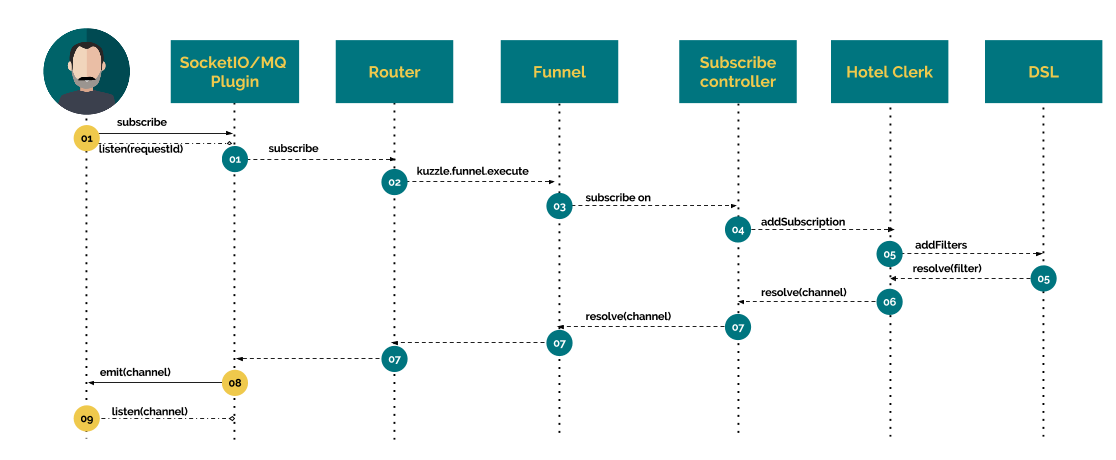 SocketIO/MQ
Plugin
Router
Funnel
Subscribe
controller
Hotel Clerk
DSL
subscribe
01
listen(requestId)
01
subscribe
kuzzle.funnel.execute
02
subscribe on
03
addSubscription
04
addFilters
05
resolve(filter)
05
resolve(channel)
06
resolve(channel)
07
07
07
emit(channel)
08
listen(channel)
09